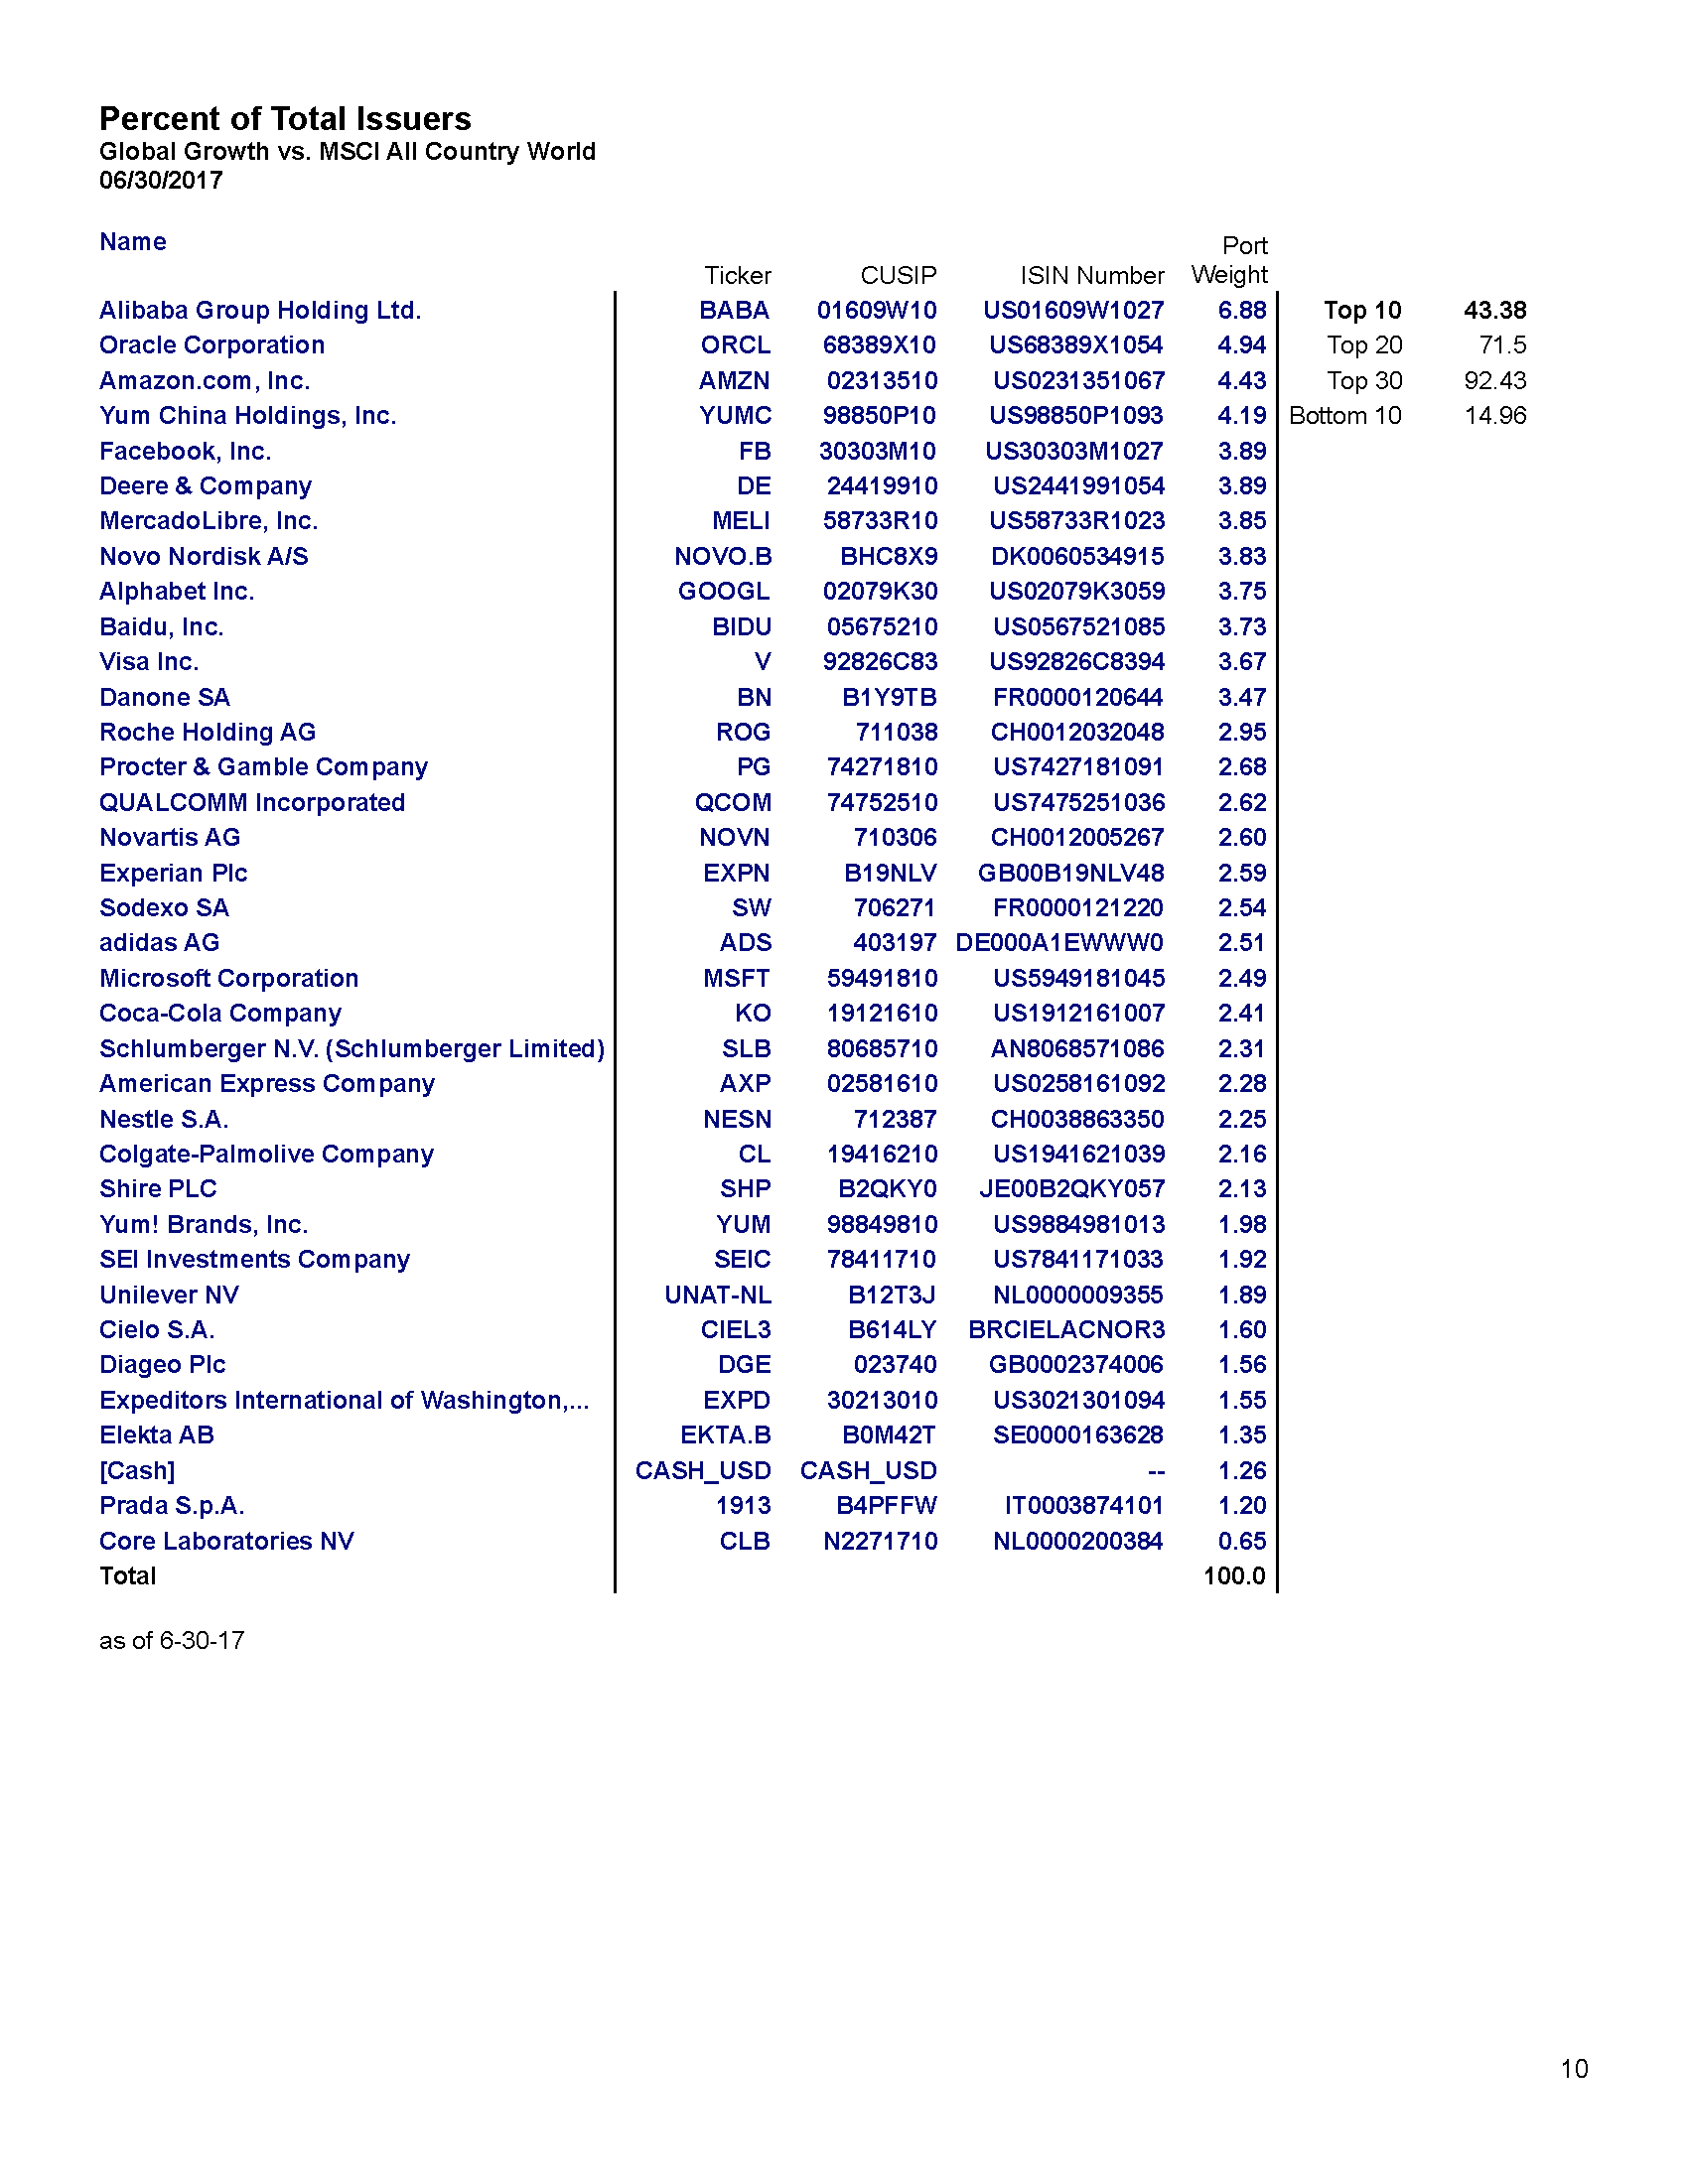 Percent of Total Issuers
Global Growth vs. MSCI All Country World
06/30/2017
Name Port
Ticker CUSIP ISIN Number Weight
Alibaba Group Holding Ltd. BABA 01609W10 US01609W1027 6.88 Top 10 43.38
Oracle Corporation ORCL 68389X10 US68389X1054 4.94 Top 20 71.5
Amazon.com, Inc. AMZN 02313510 US0231351067 4.43 Top 30 92.43
Yum China Holdings, Inc. YUMC 98850P10 US98850P1093 4.19 Bottom 10 14.96
Facebook, Inc. FB 30303M10 US30303M1027 3.89
Deere & Company DE 24419910 US2441991054 3.89
MercadoLibre, Inc. MELI 58733R10 US58733R1023 3.85
Novo Nordisk A/S NOVO.B BHC8X9 DK0060534915 3.83
Alphabet Inc. GOOGL 02079K30 US02079K3059 3.75
Baidu, Inc. BIDU 05675210 US0567521085 3.73
Visa Inc. V 92826C83 US92826C8394 3.67
Danone SA BN B1Y9TB FR0000120644 3.47
Roche Holding AG ROG 711038 CH0012032048 2.95
Procter & Gamble Company PG 74271810 US7427181091 2.68
QUALCOMM Incorporated QCOM 74752510 US7475251036 2.62
Novartis AG NOVN 710306 CH0012005267 2.60
Experian Plc EXPN B19NLV GB00B19NLV48 2.59
Sodexo SA SW 706271 FR0000121220 2.54
adidas AG ADS 403197 DE000A1EWWW0 2.51
Microsoft Corporation MSFT 59491810 US5949181045 2.49
Coca-Cola Company KO 19121610 US1912161007 2.41
Schlumberger N.V. (Schlumberger Limited) SLB 80685710 AN8068571086 2.31
American Express Company AXP 02581610 US0258161092 2.28
Nestle S.A. NESN 712387 CH0038863350 2.25
Colgate-Palmolive Company CL 19416210 US1941621039 2.16
Shire PLC SHP B2QKY0 JE00B2QKY057 2.13
Yum! Brands, Inc. YUM 98849810 US9884981013 1.98
SEI Investments Company SEIC 78411710 US7841171033 1.92
Unilever NV UNAT-NL B12T3J NL0000009355 1.89
Cielo S.A. CIEL3 B614LY BRCIELACNOR3 1.60
Diageo Plc DGE 023740 GB0002374006 1.56
Expeditors International of Washington,... EXPD 30213010 US3021301094 1.55
Elekta AB EKTA.B B0M42T SE0000163628 1.35
[Cash] CASH_USD CASH_USD -- 1.26
Prada S.p.A. 1913 B4PFFW IT0003874101 1.20
Core Laboratories NV CLB N2271710 NL0000200384 0.65
Total 100.0
as of 6-30-17
10